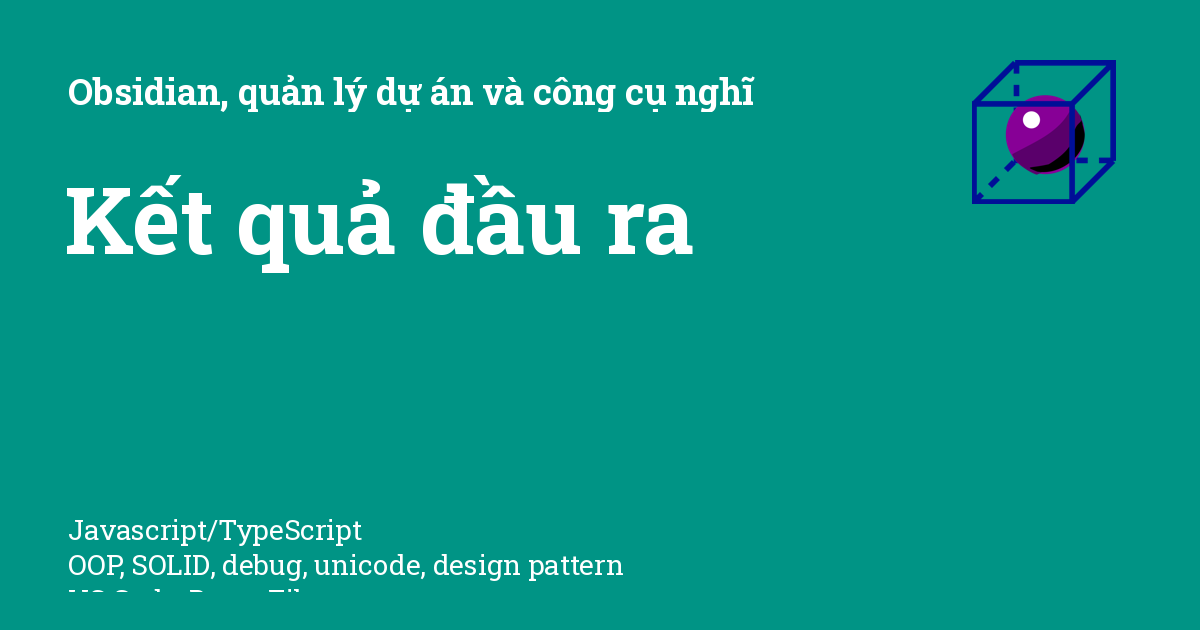 Obsidian, quản lý dự án và công cụ nghĩ
Kết quả đầu ra
Javascript/TypeScript
OOP, SOLID, debug, unicode, design pattern